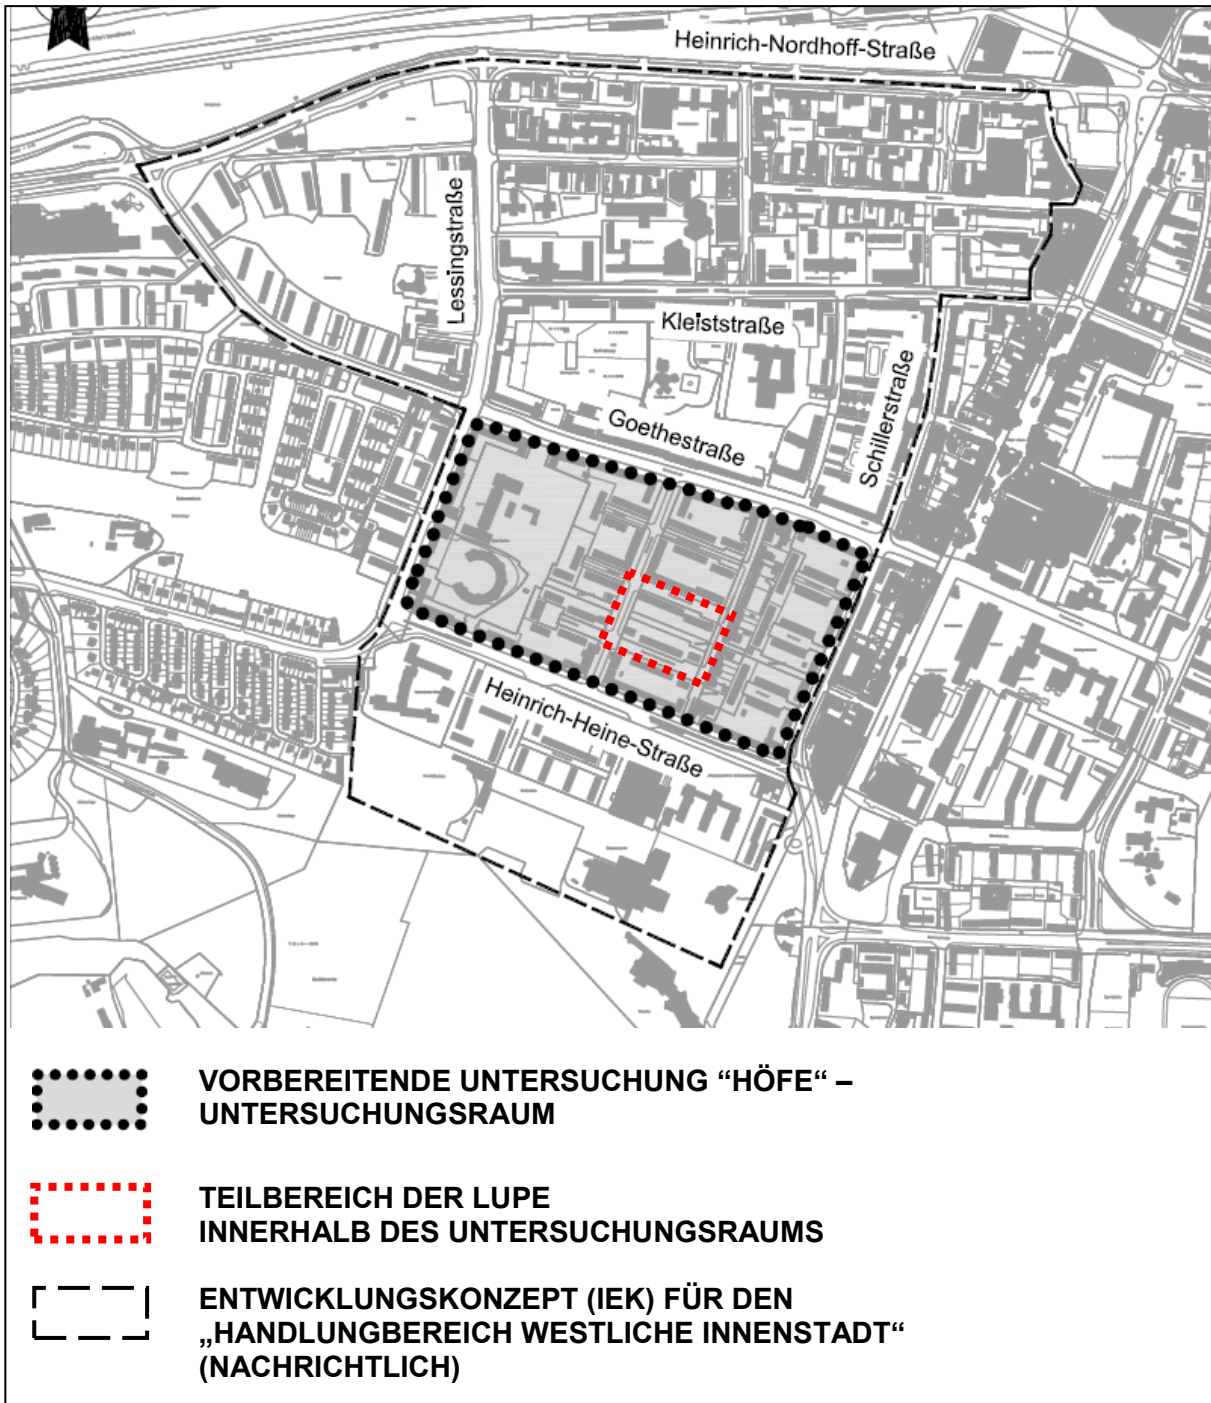 Heinrich-Nordhoff-Straße
Lessingstraße
Kleiststraße
Goethestraße
Schillerstraße
Heinrich-Heine-Straße
VORBEREITENDE UNTERSUCHUNG “HÖFE“ –
UNTERSUCHUNGSRAUM
TEILBEREICH DER LUPE
INNERHALB DES UNTERSUCHUNGSRAUMS
ENTWICKLUNGSKONZEPT (IEK) FÜR DEN
„HANDLUNGBEREICH WESTLICHE INNENSTADT“
(NACHRICHTLICH)